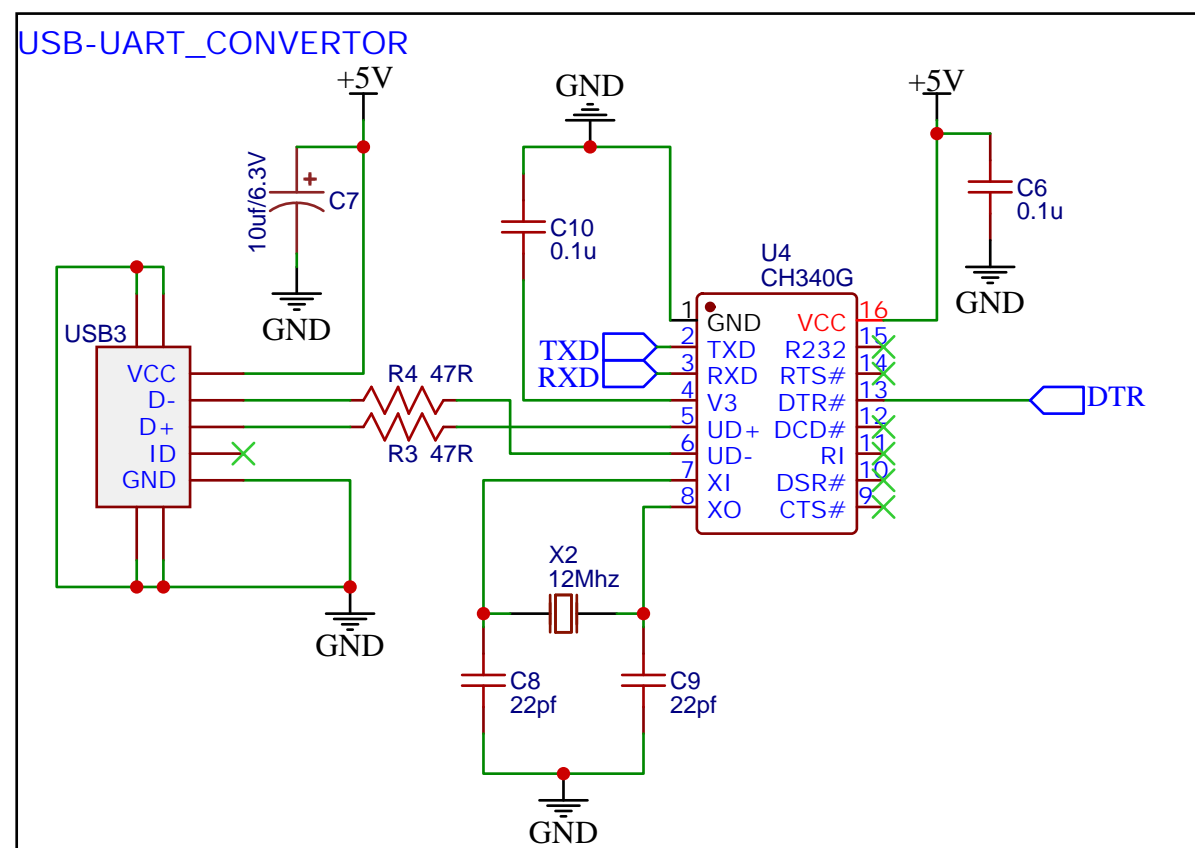 USB-UART_CONVERTOR
+5V
GND
+5V
10uf/6.3V
C7
C10
0.1u
C6
0.1u
GND
GND
U4
CH340G
USB3
VCC
D-
D+
ID
GND
R4 47R
R3 47R
TXD
RXD
1 GND
2 TXD
3 RXD
4 V3
5 UD+
6 UD-
7 XI
8 XO
VCC 16
R232 15
RTS# 14
DTR# 13
DCD# 12
RI 11
DSR# 10
CTS# 9
DTR
X2
12Mhz
GND
C8
22pf
C9
22pf
GND